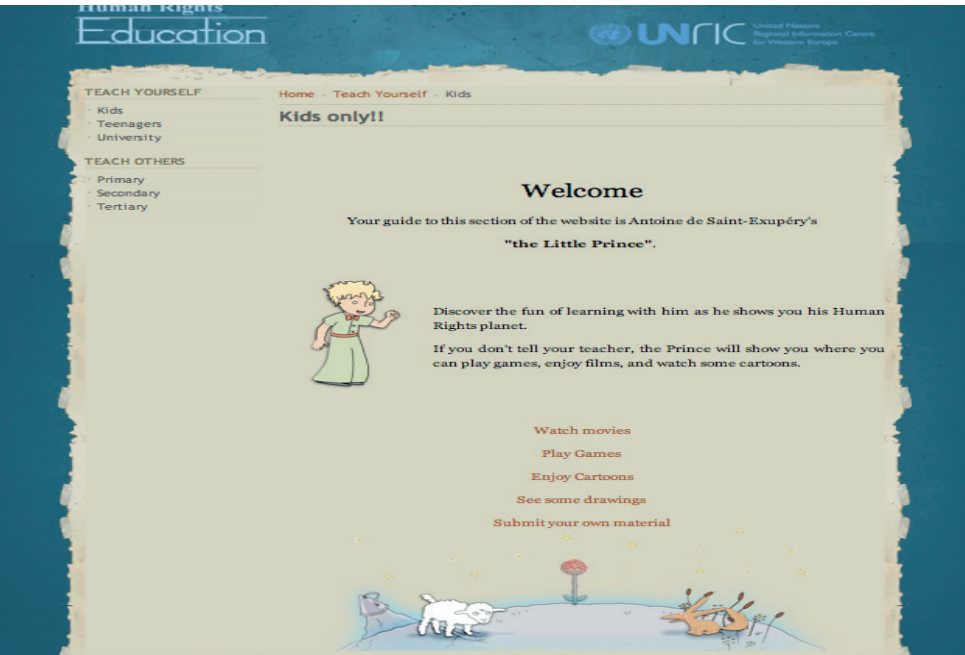 Human Rights
Education
UNRIC
United Nations
Regional Information Centre
for Western Europe
TEACH YOURSELF
Kids
Teenagers
University
TEACH OTHERS
Primary
Secondary
Tertiary
Home - Teach Yourself - Kids
Kids only!!
Welcome
Your guide to this section of the website is Antoine de Saint-Exupéry's
"the Little Prince".
Discover the fun of learning with him as he shows you his Human
Rights planet.
If you don't tell your teacher, the Prince will show you where you
can play games, enjoy films, and watch some cartoons.
Watch movies
Play Games
Enjoy Cartoons
See some drawings
Submit your own material